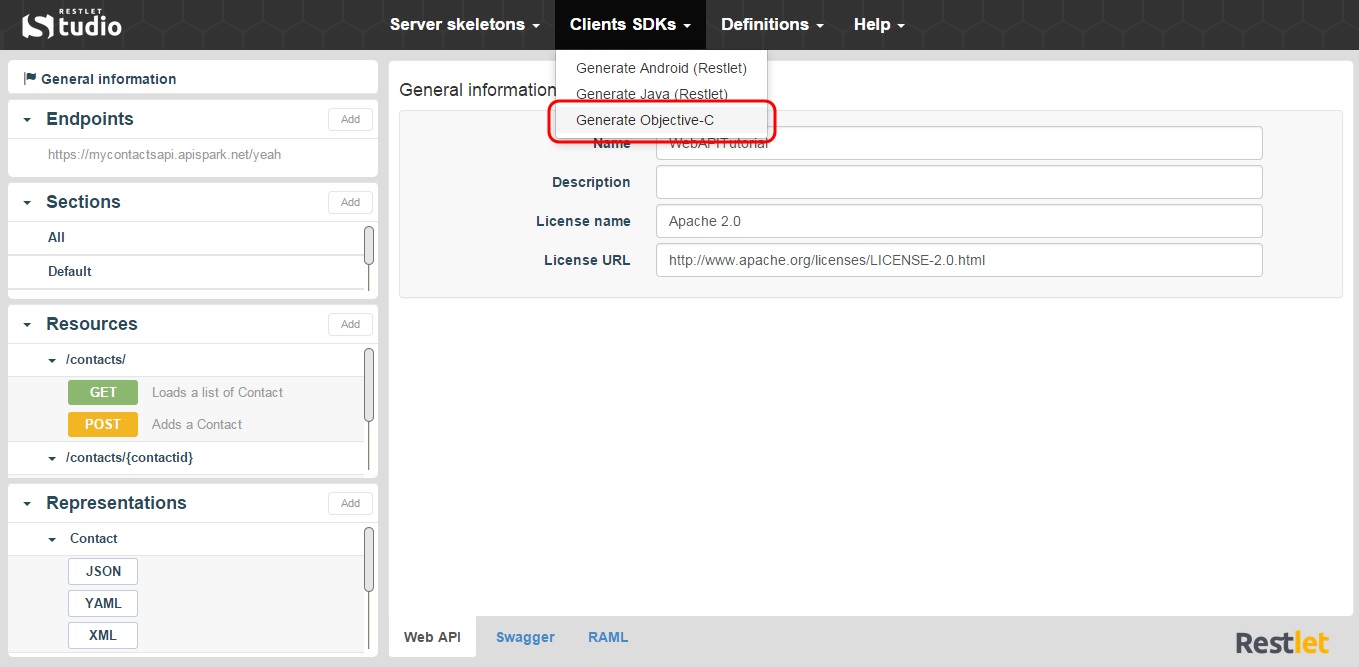 RESTLET
Studio
Server skeletons
Clients SDKs
Definitions
Help
Generate Android (Restlet)
Generate Java (Restlet)
Generate Objective-C
General information
Endpoints
Add
https://mycontactsapi.apispark.net/yeah
Sections
Add
All
Default
Resources
Add
/contacts/
GET
Loads a list of Contact
POST
Adds a Contact
/contacts/{contactid}
Representations
Add
Contact
JSON
YAML
XML
General information
Name
WebAPITutorial
Description
License name
Apache 2.0
License URL
http://www.apache.org/licenses/LICENSE-2.0.html
Web API
Swagger
RAML
Restlet